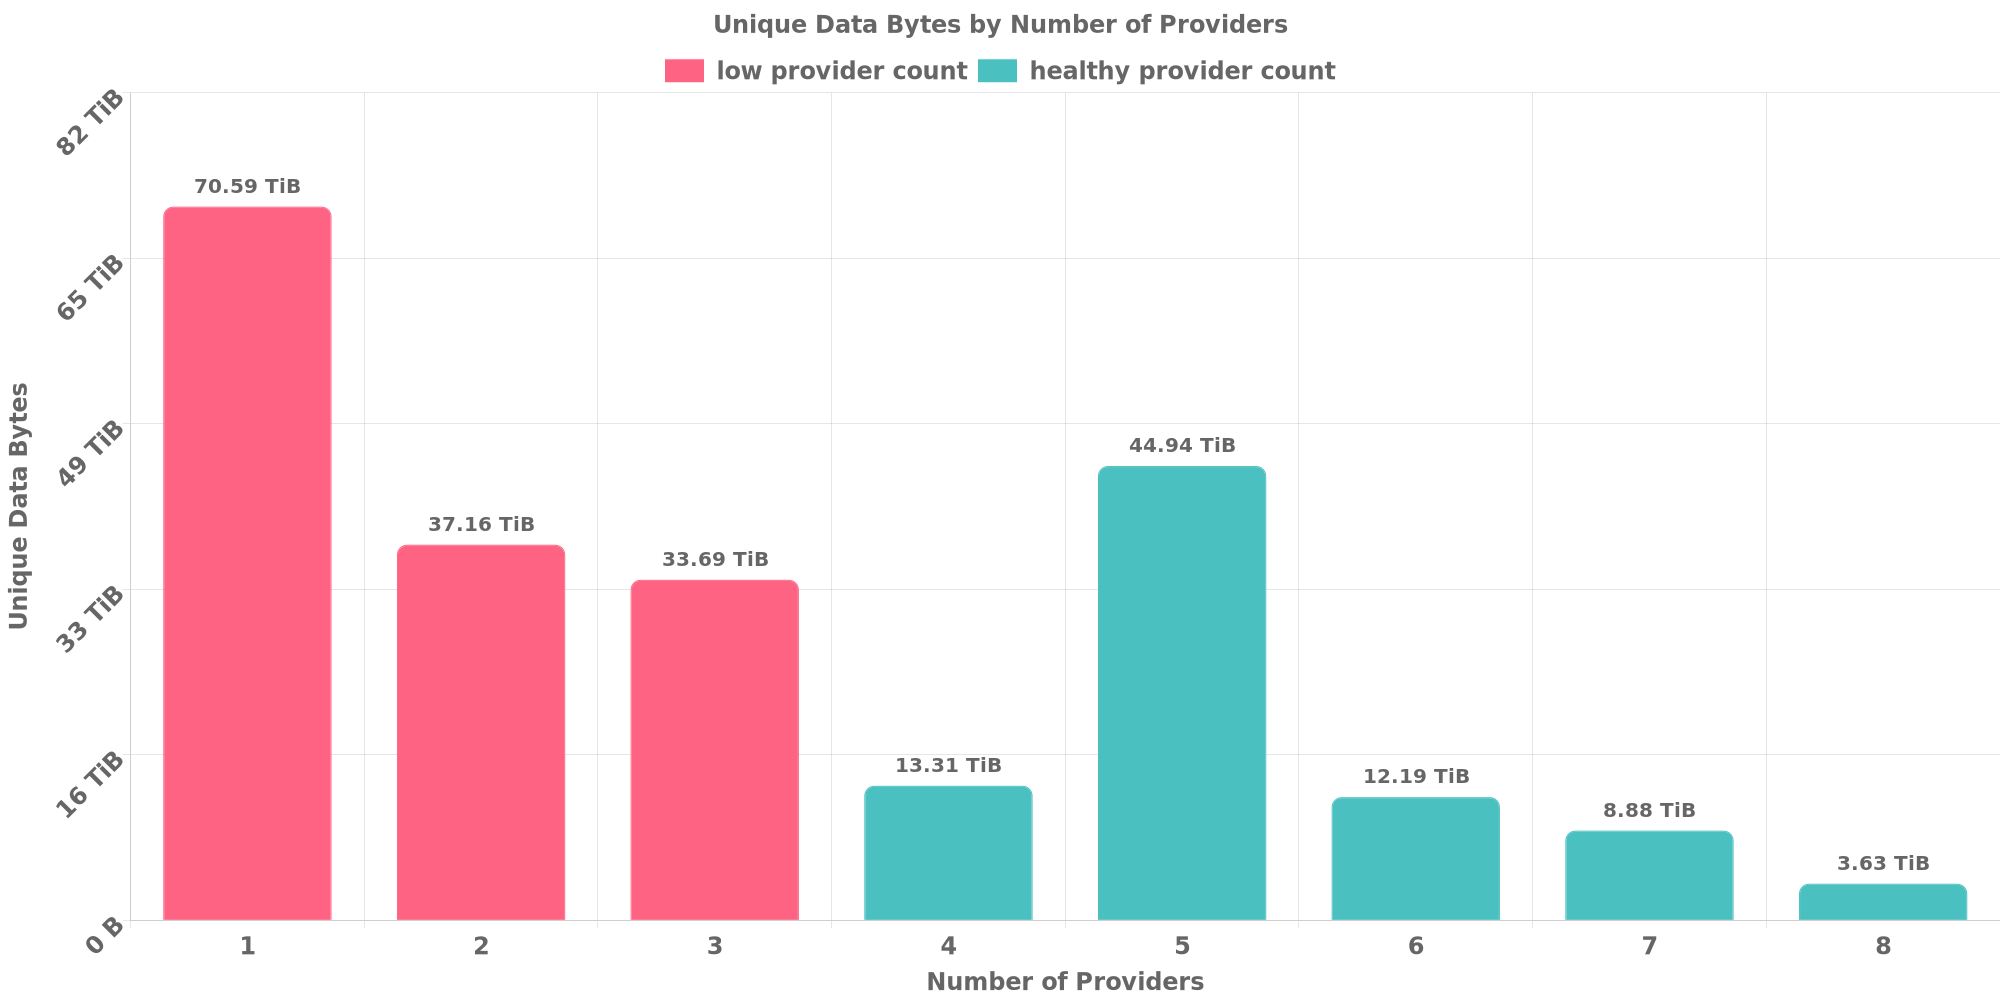 Unique Data Bytes by Number of Providers
low provider count healthy provider count
82 TiB
65 TiB
49 TiB
33 TiB
16 TiB
0 B
Unique Data Bytes
70.59 TiB
37.16 TiB
33.69 TiB
13.31 TiB
44.94 TiB
12.19 TiB
8.88 TiB
3.63 TiB
1 2 3 4 5 6 7 8
Number of Providers